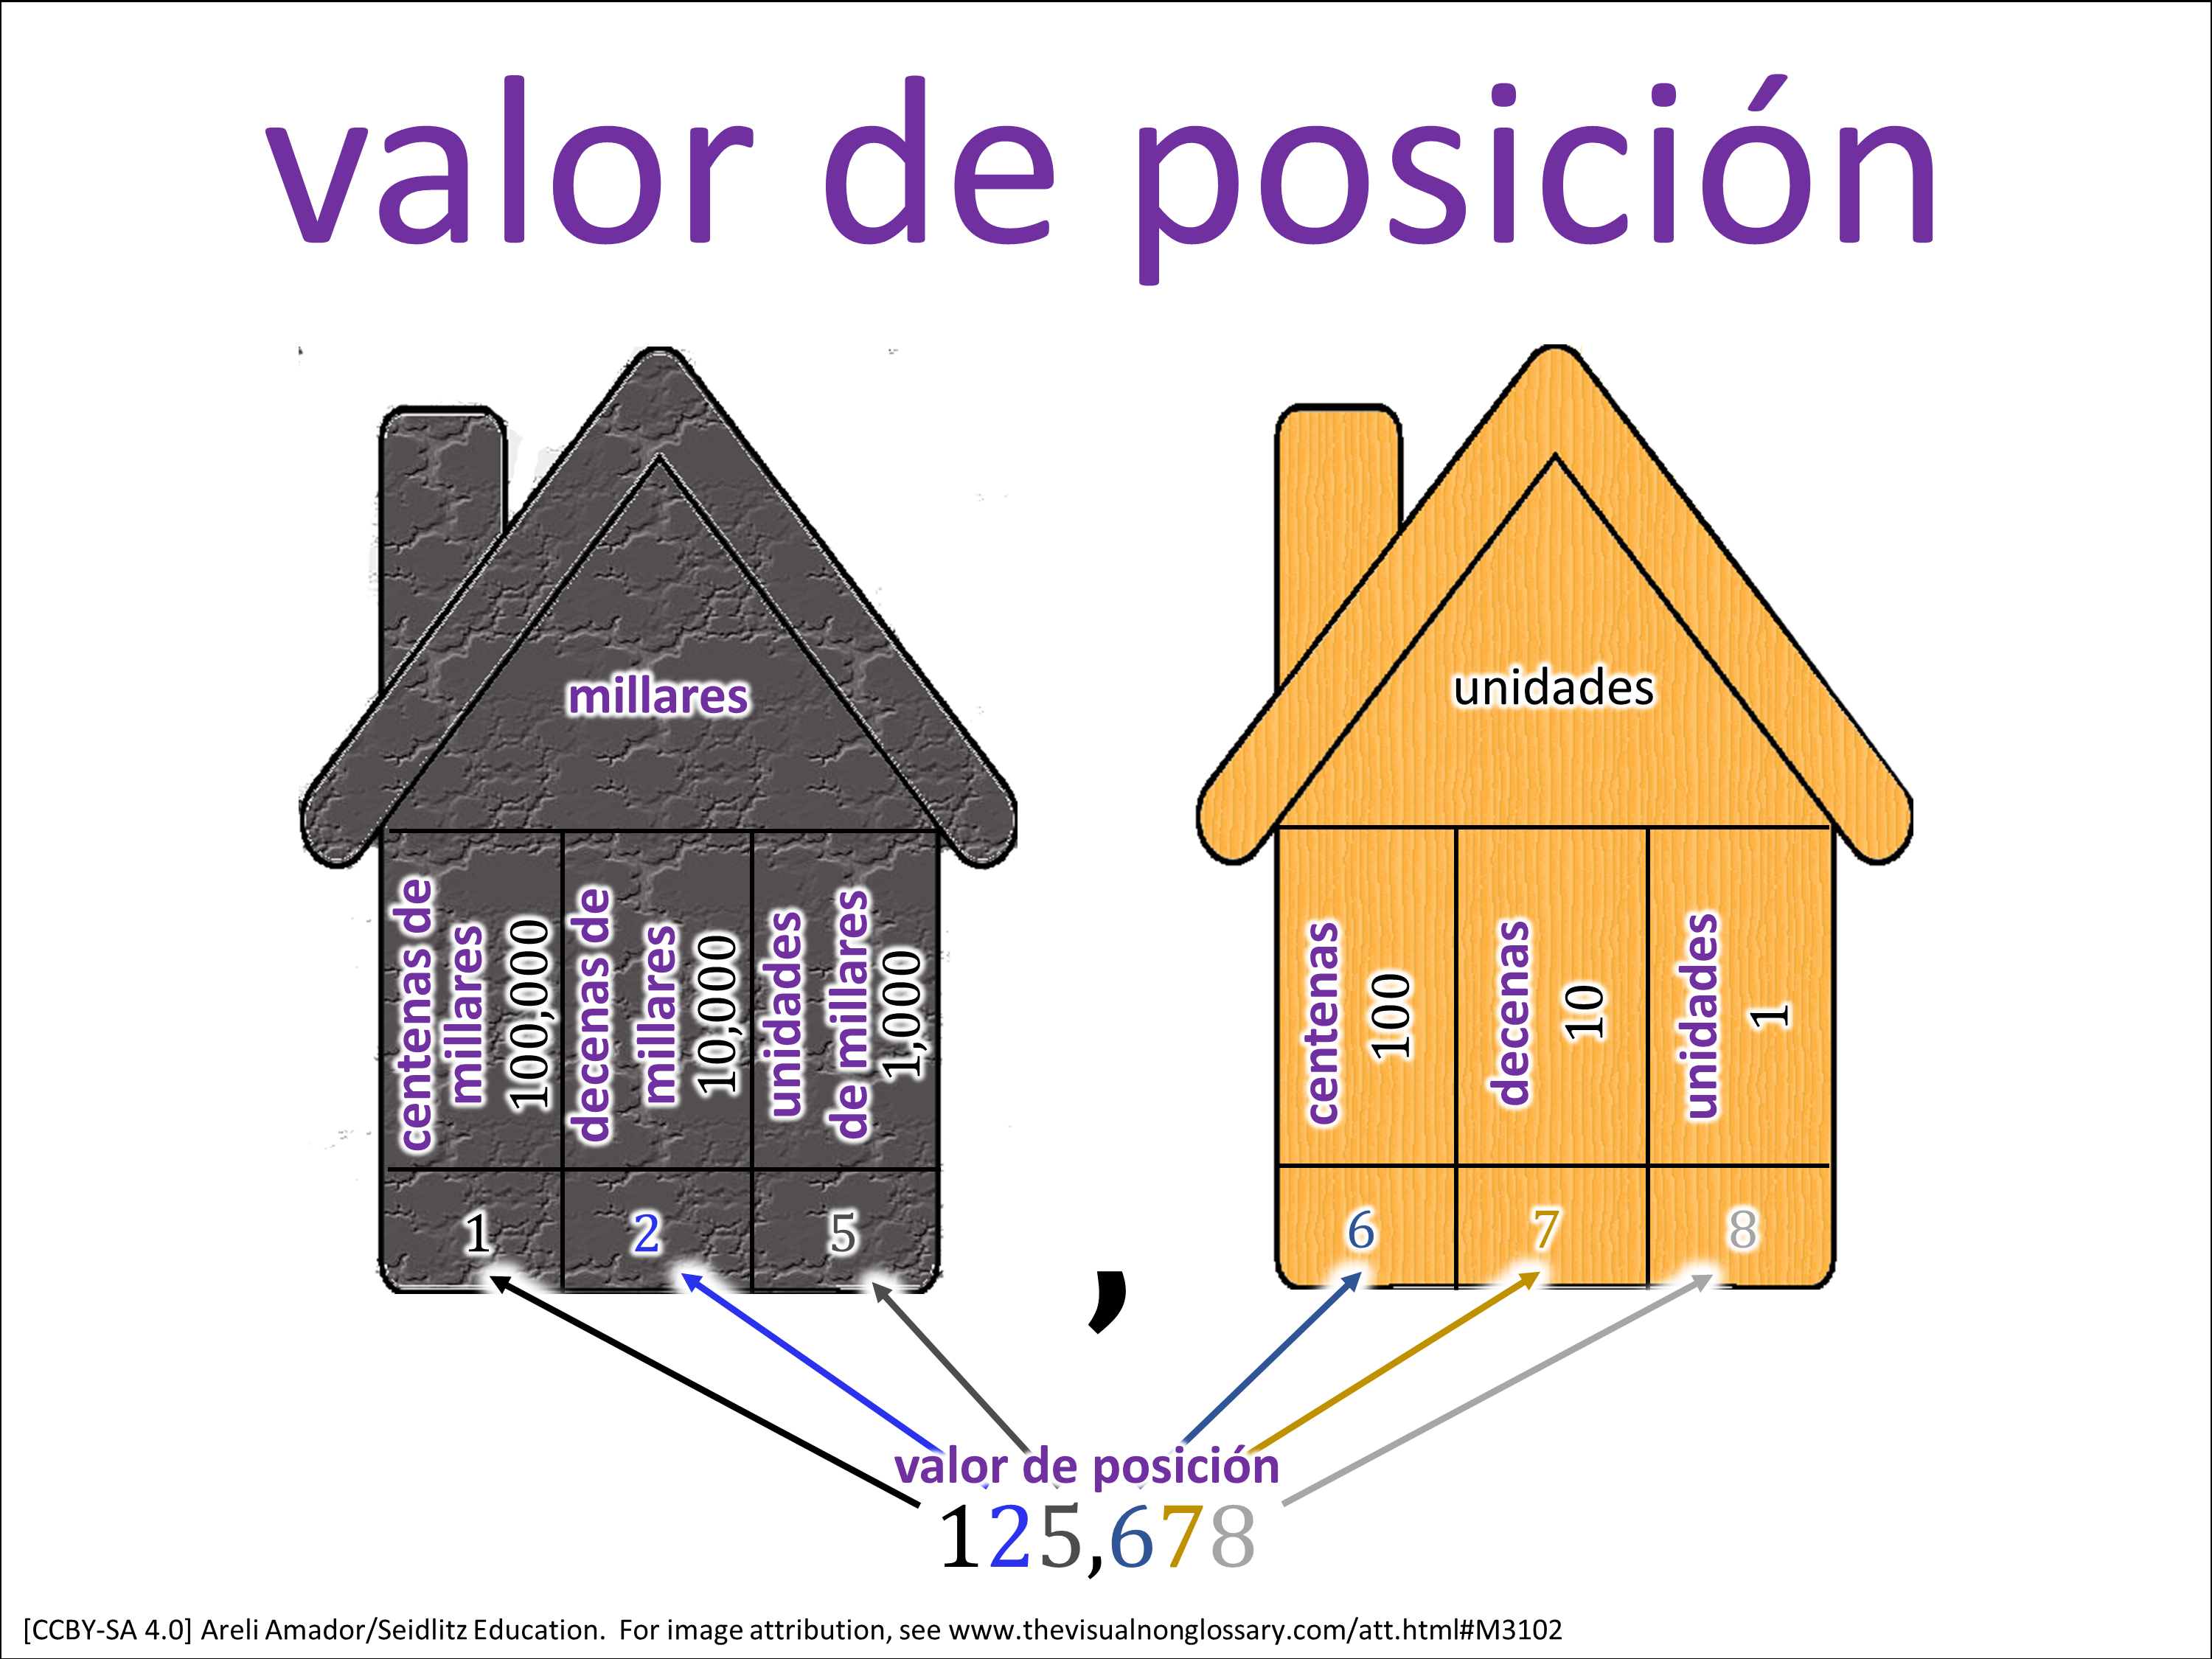 valor de posición
millares
unidades
centenas de
millares
100,000
decenas de
millares
10,000
unidades
de millares
1,000
centenas
100
decenas
10
unidades
1
1
2
5
,
6
7
8
valor de posición
125,678
[CCBY-SA 4.0] Areli Amador/Seidlitz Education.  For image attribution, see www.thevisualnonglossary.com/att.html#M3102